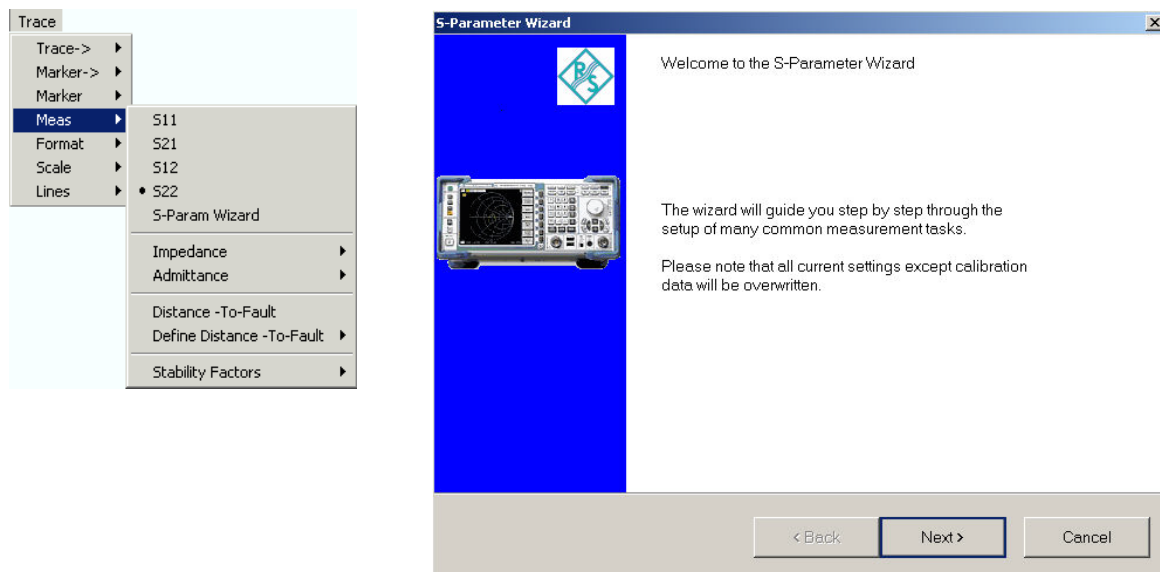 Trace
Trace->
Marker->
Marker
Meas
Format
Scale
Lines
S11
S21
S12
S22
S-Param Wizard
Impedance
Admittance
Distance -To-Fault
Define Distance -To-Fault
Stability Factors
S-Parameter Wizard
R S
Welcome to the S-Parameter Wizard
The wizard will guide you step by step through the
setup of many common measurement tasks.
Please note that all current settings except calibration
data will be overwritten.
< Back
Next >
Cancel